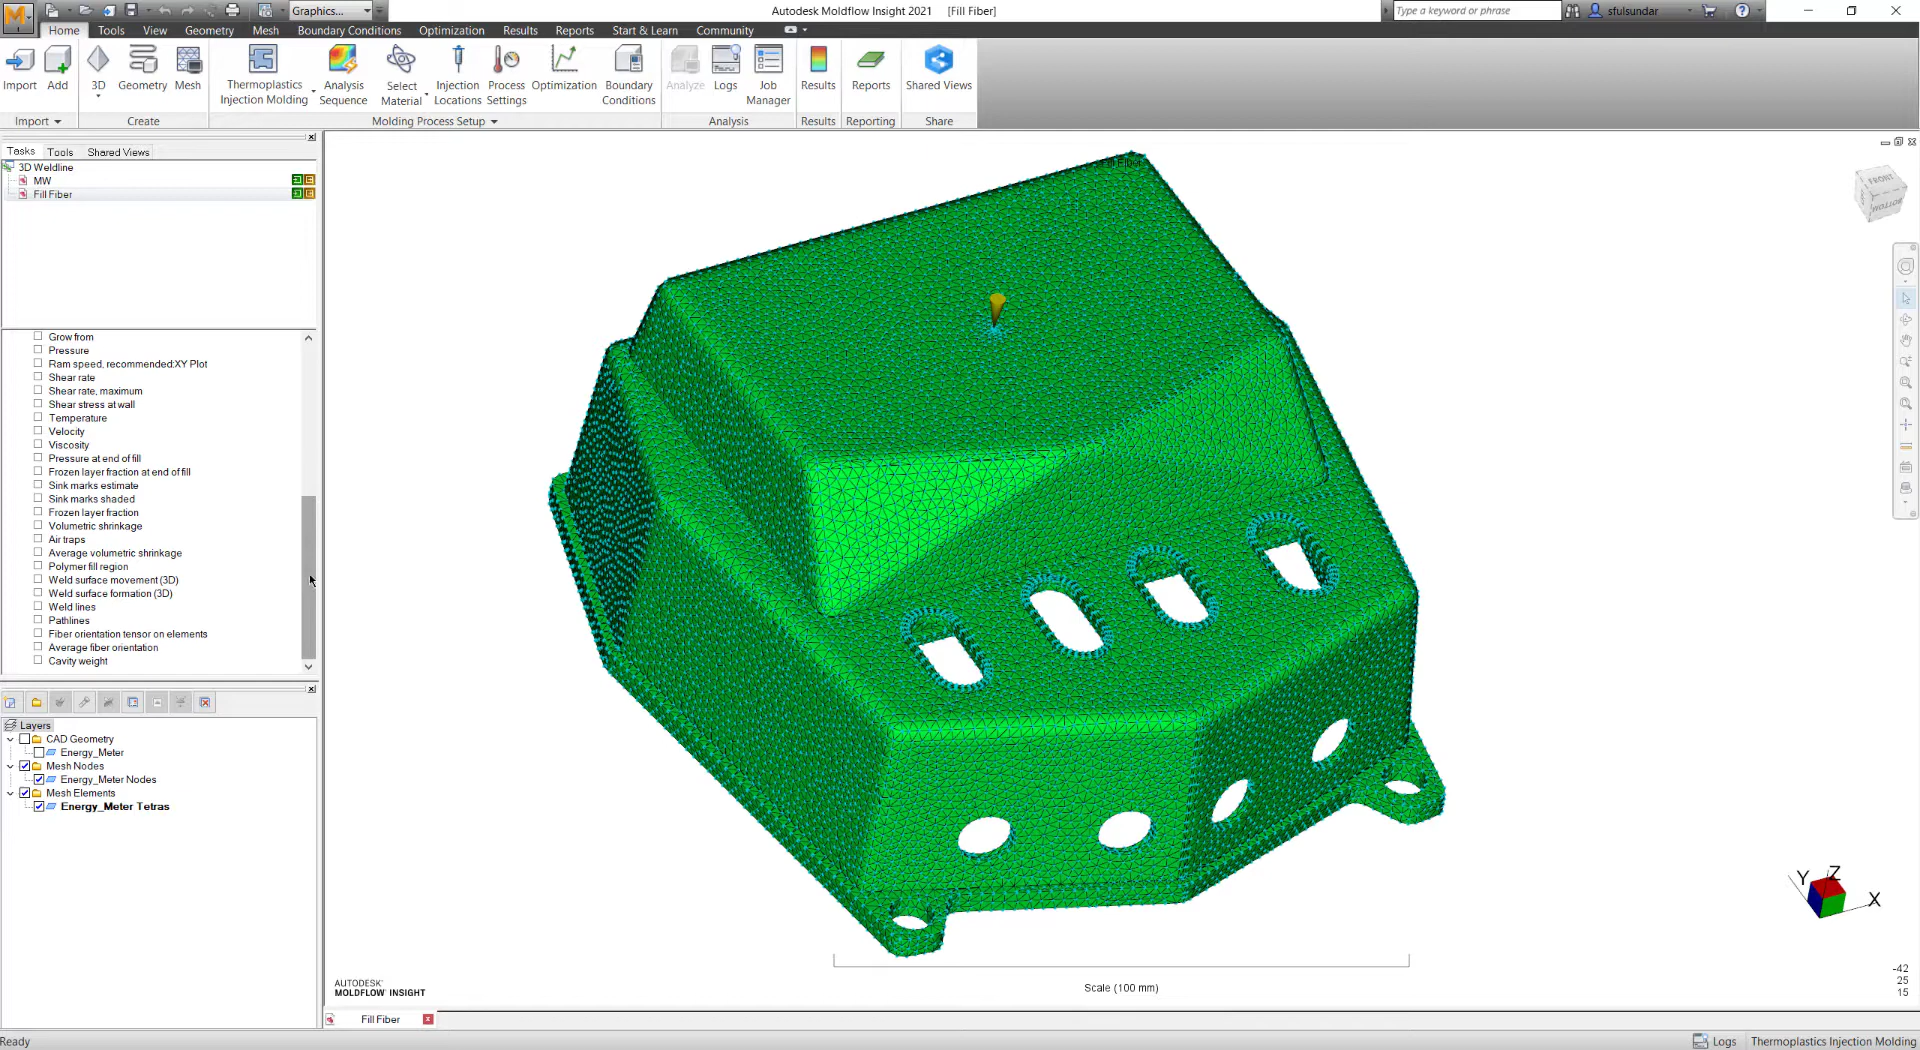 Graphics...
Autodesk Moldflow Insight 2021 [Fill Fiber]
Type a keyword or phrase
sfulsundar
Home Tools View Geometry Mesh Boundary Conditions Optimization Results Reports Start & Learn Community
Import Add 3D Geometry Mesh Thermoplastics Injection Molding Analysis Sequence Select Material Injection Locations Process Settings Optimization Boundary Conditions Analyze Logs Job Manager Results Reports Shared Views
Import Create Molding Process Setup Analysis Results Reporting Share
Tasks Tools Shared Views
3D Weldline
MW
Fill Fiber
Grow from
Pressure
Ram speed, recommended:XY Plot
Shear rate
Shear rate, maximum
Shear stress at wall
Temperature
Velocity
Viscosity
Pressure at end of fill
Frozen layer fraction at end of fill
Sink marks estimate
Sink marks shaded
Frozen layer fraction
Volumetric shrinkage
Air traps
Average volumetric shrinkage
Polymer fill region
Weld surface movement (3D)
Weld surface formation (3D)
Weld lines
Pathlines
Fiber orientation tensor on elements
Average fiber orientation
Cavity weight
Layers
CAD Geometry
Energy_Meter
Mesh Nodes
Energy_Meter Nodes
Mesh Elements
Energy_Meter Tetras
FRONT
BOTTOM
Y Z X
AUTODESK'
MOLDFLOW INSIGHT
Scale (100 mm)
-42
25
15
Fill Fiber
Ready
Logs Thermoplastics Injection Molding